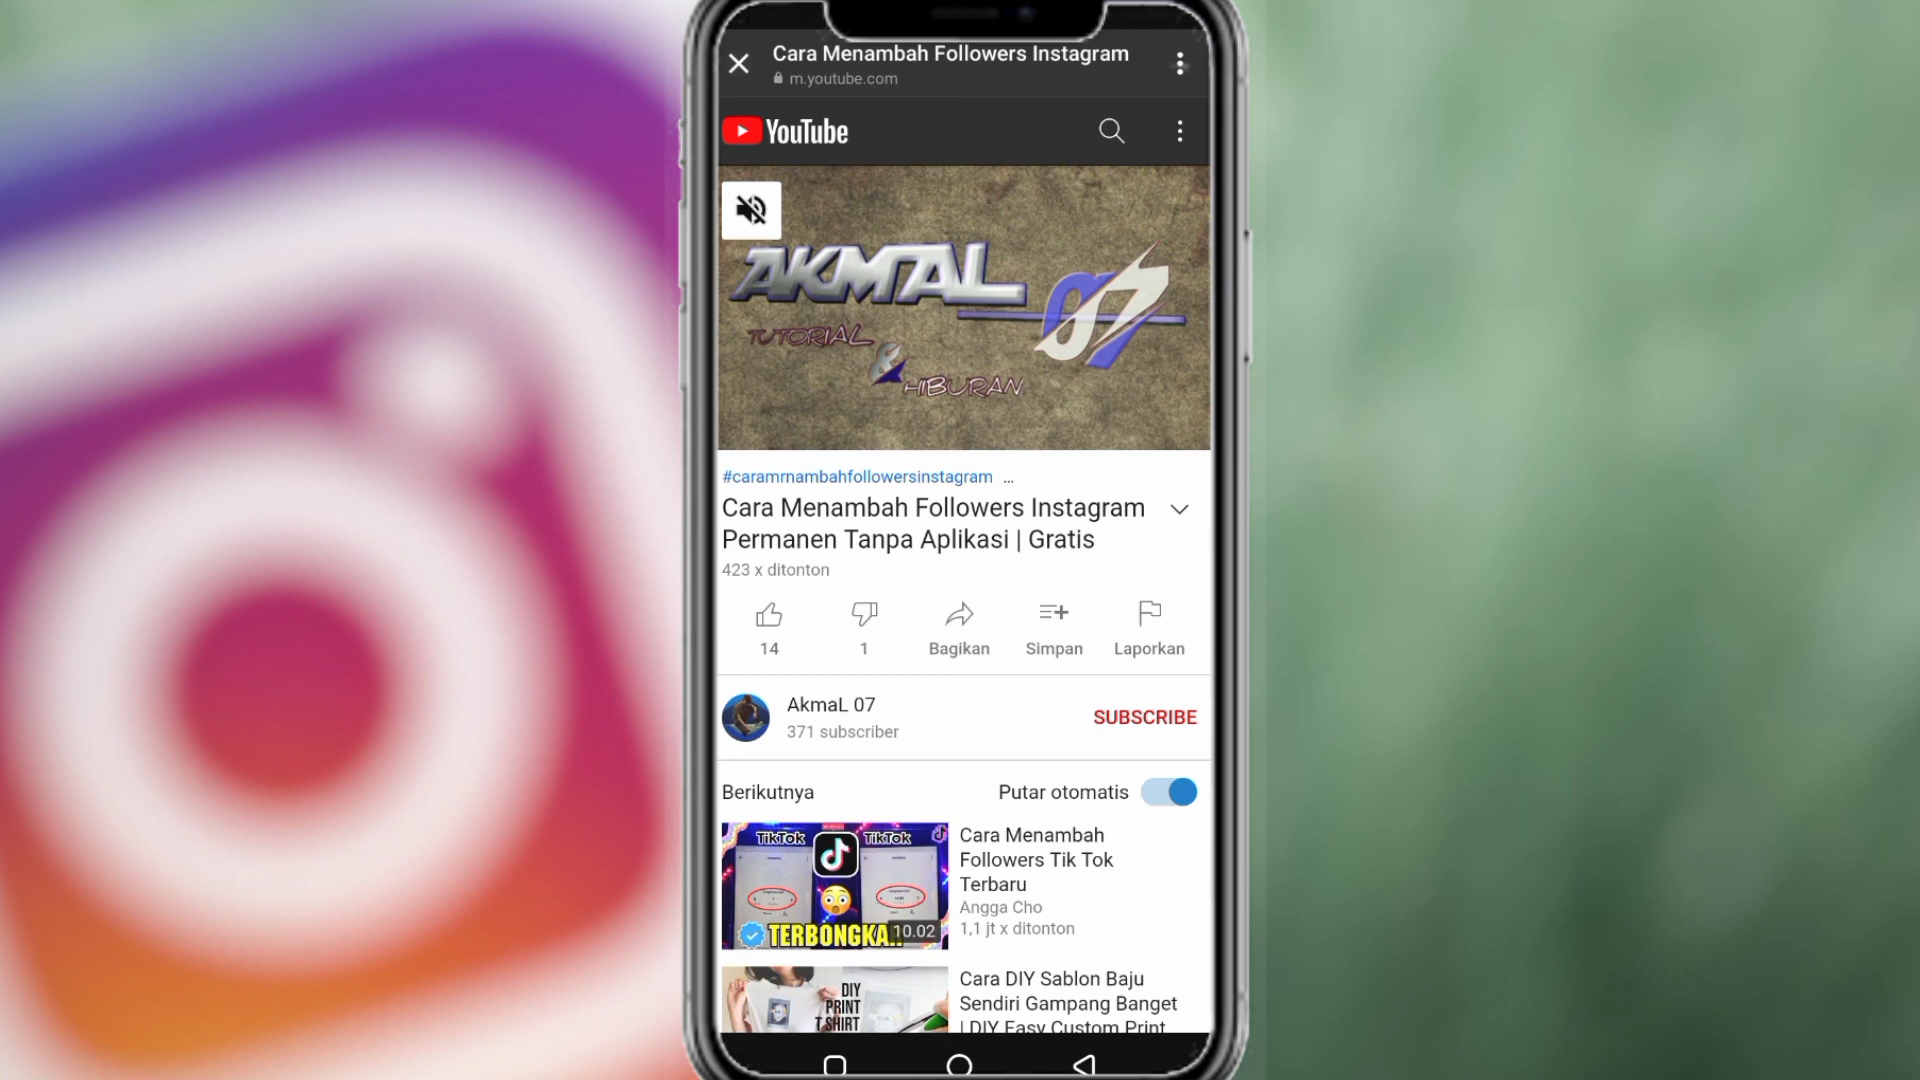 Cara Menambah Followers Instagram
m.youtube.com
YouTube
AKMAL 07
TUTORIAL
&
HIBURAN
#caramrnambahfollowersinstagram ...
Cara Menambah Followers Instagram
Permanen Tanpa Aplikasi | Gratis
423 x ditonton
14
1
Bagikan
Simpan
Laporkan
AkmaL 07
371 subscriber
SUBSCRIBE
Berikutnya
Putar otomatis
TikTok
TikTok
TERBONGKA
10.02
Cara Menambah
Followers Tik Tok
Terbaru
Angga Cho
1,1 jt x ditonton
DIY
PRINT
T SHIRT
Cara DIY Sablon Baju
Sendiri Gampang Banget
| DIY Easy Custom Print